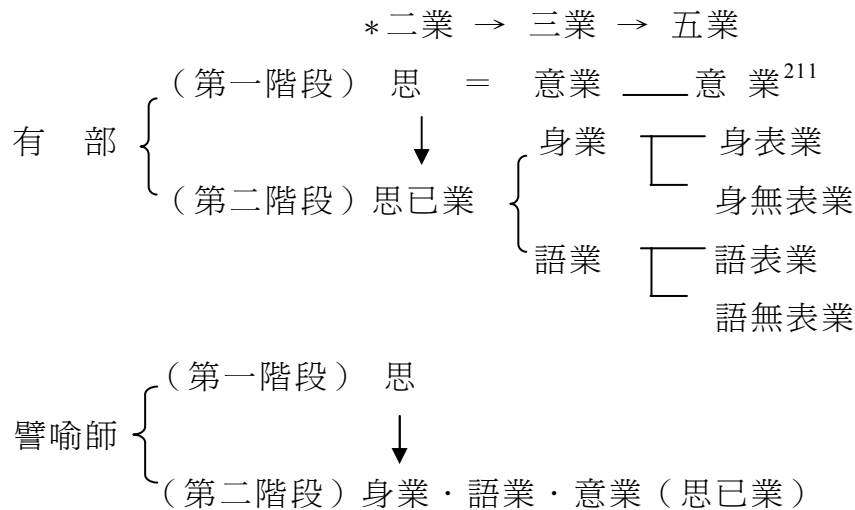 *二業 → 三業 → 五業
(第一階段) 思 = 意業 ____ 意 業211
有 部
身業 身表業
(第二階段)思已業
身無表業
語業 語表業
語無表業
(第一階段) 思
譬喻師
(第二階段)身業.語業.意業(思已業)